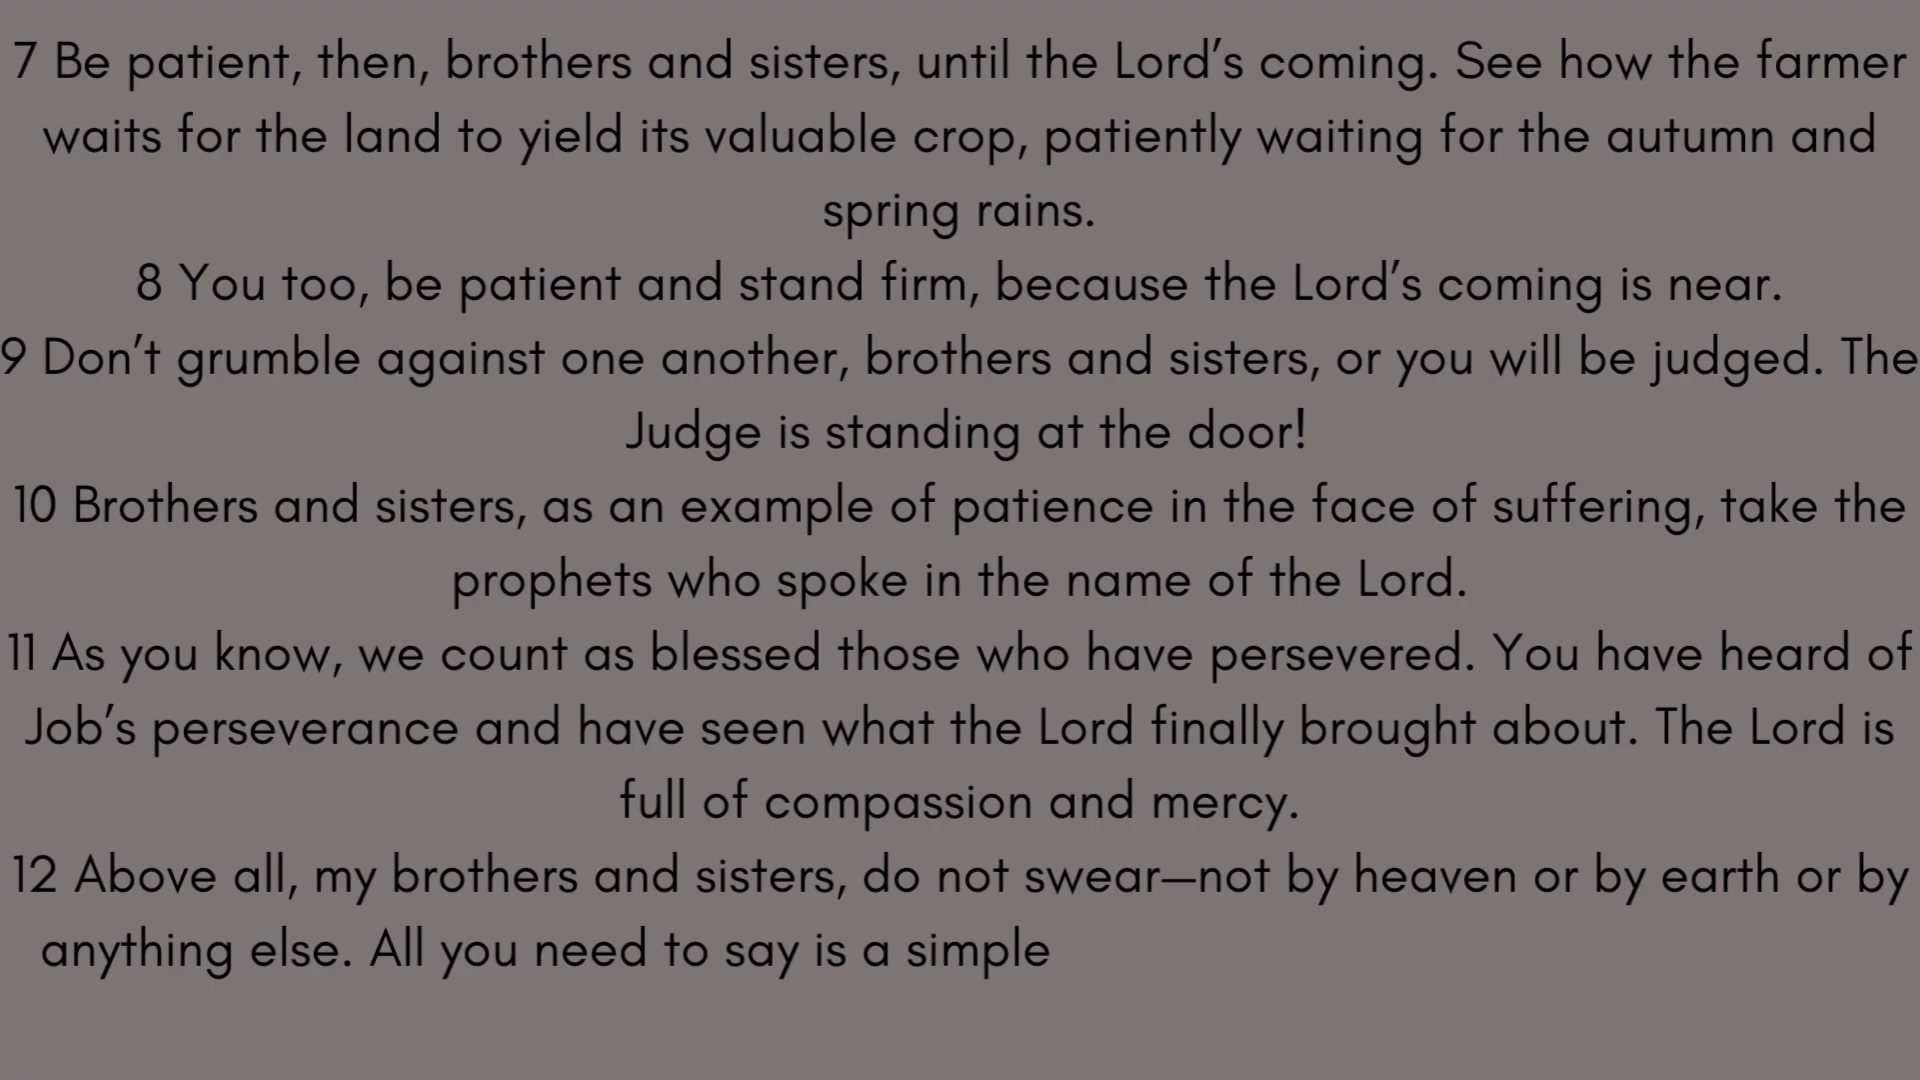 7 Be patient, then, brothers and sisters, until the Lord’s coming. See how the farmer
waits for the land to yield its valuable crop, patiently waiting for the autumn and
spring rains.
8 You too, be patient and stand firm, because the Lord’s coming is near.
9 Don’t grumble against one another, brothers and sisters, or you will be judged. The
Judge is standing at the door!
10 Brothers and sisters, as an example of patience in the face of suffering, take the
prophets who spoke in the name of the Lord.
11 As you know, we count as blessed those who have persevered. You have heard of
Job’s perseverance and have seen what the Lord finally brought about. The Lord is
full of compassion and mercy.
12 Above all, my brothers and sisters, do not swear—not by heaven or by earth or by
anything else. All you need to say is a simple